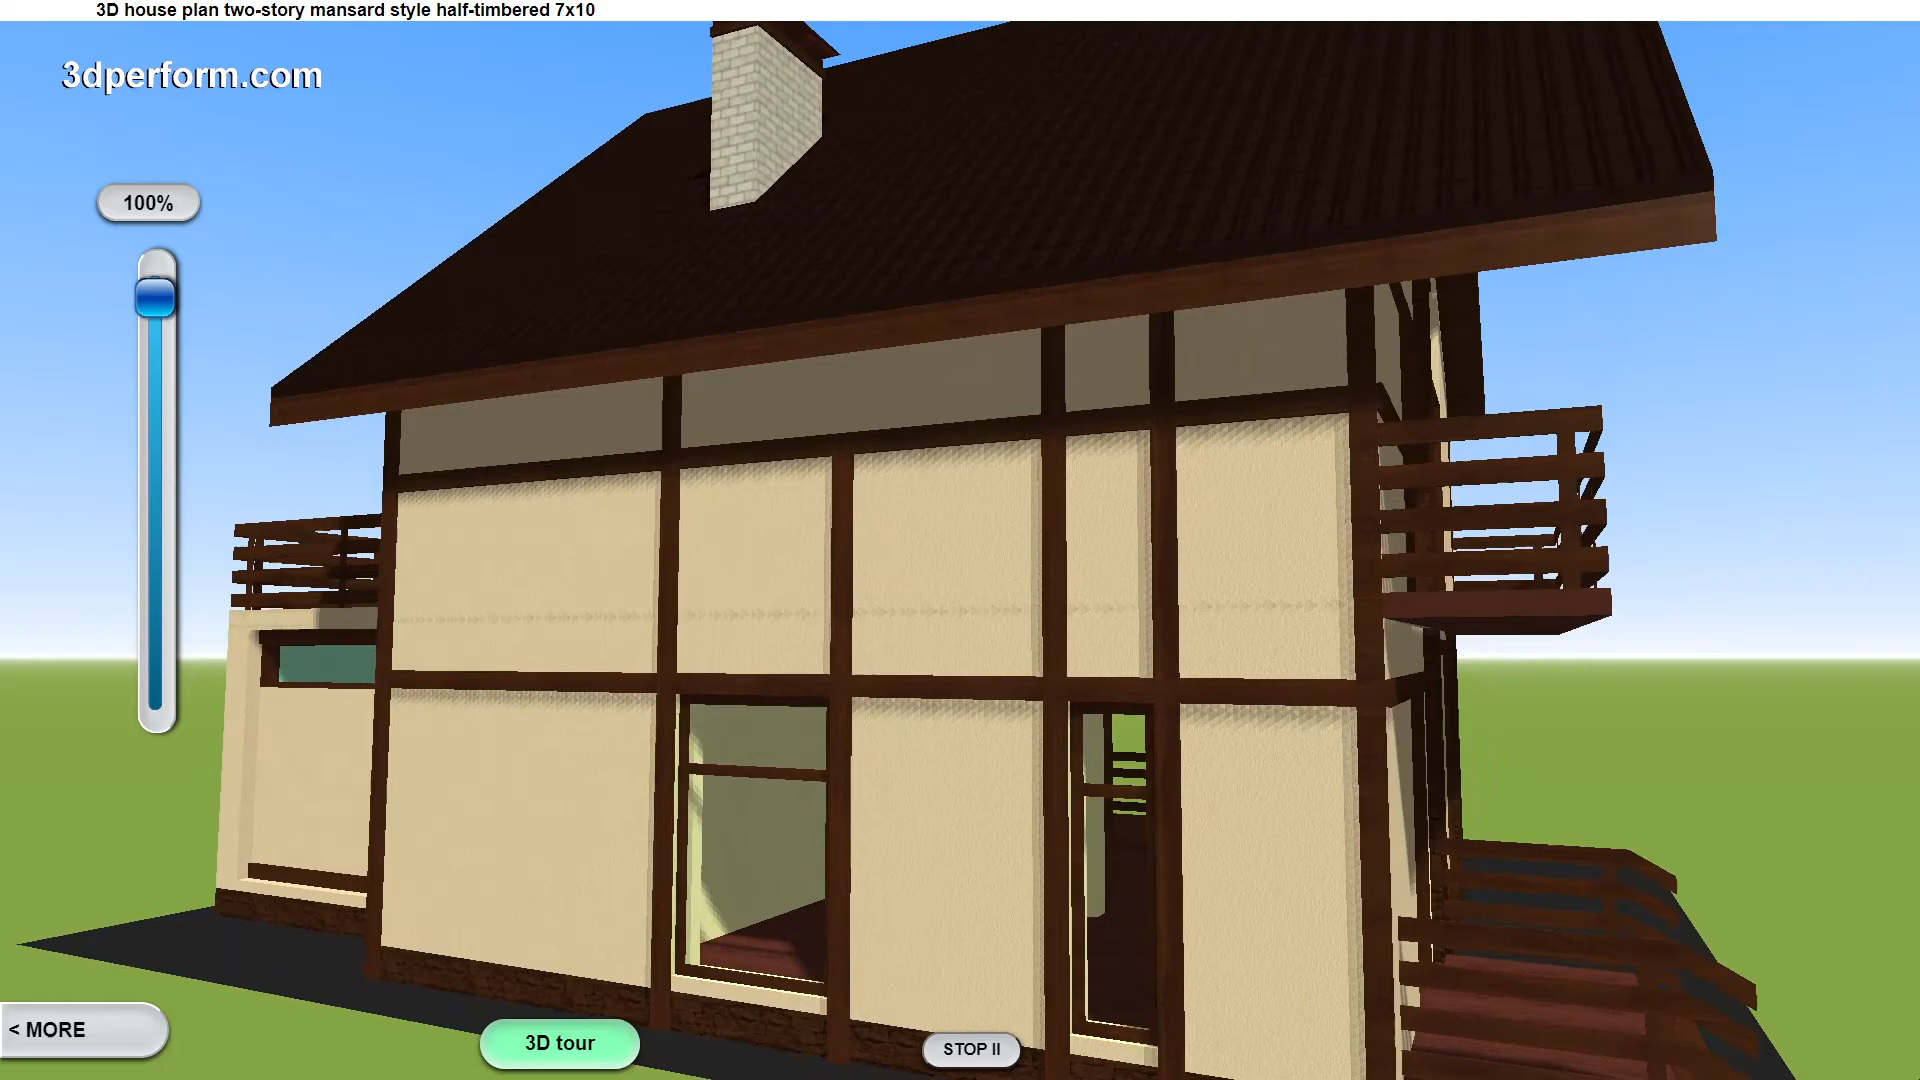 3D house plan two-story mansard style half-timbered 7x10
3dperform.com
100%
< MORE
3D tour
STOP II